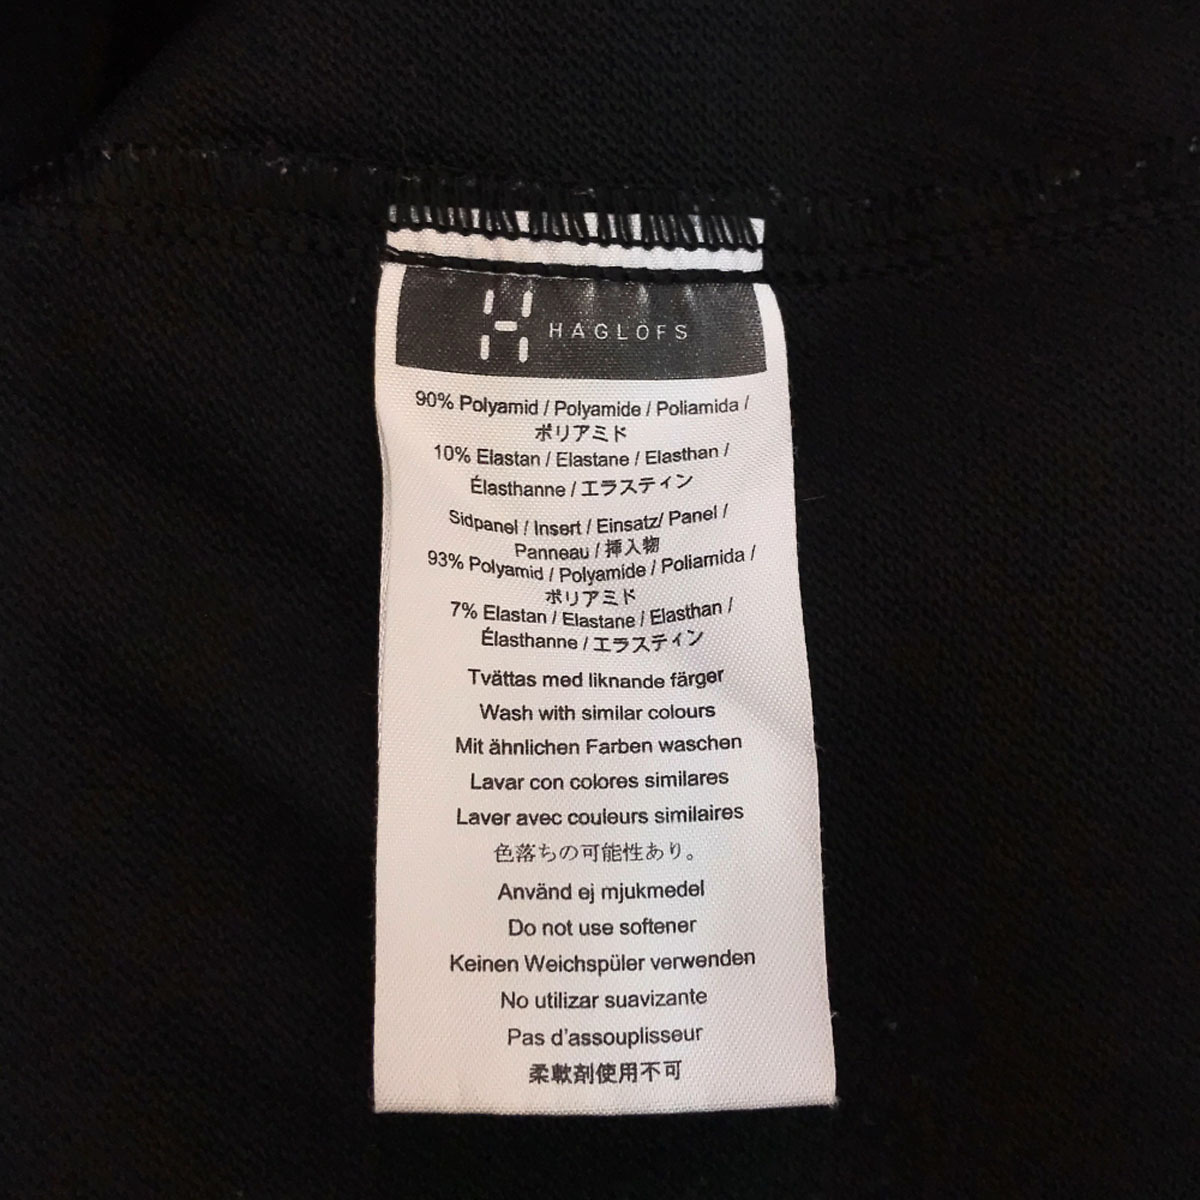 HAGLÖFS
90% Polyamid / Polyamide / Poliamida /
ポリアミド
10% Elastan / Elastane / Elasthan /
Élasthanne / エラスティン
Sidpanel / Insert / Einsatz/ Panel /
Panneau / 挿入物
93% Polyamid / Polyamide / Poliamida /
ポリアミド
7% Elastan / Elastane / Elasthan /
Élasthanne / エラスティン
Tvättas med liknande färger
Wash with similar colours
Mit ähnlichen Farben waschen
Lavar con colores similares
Laver avec couleurs similaires
色落ちの可能性あり。
Använd ej mjukmedel
Do not use softener
Keinen Weichspüler verwenden
No utilizar suavizante
Pas d'assouplisseur
柔軟剤使用不可